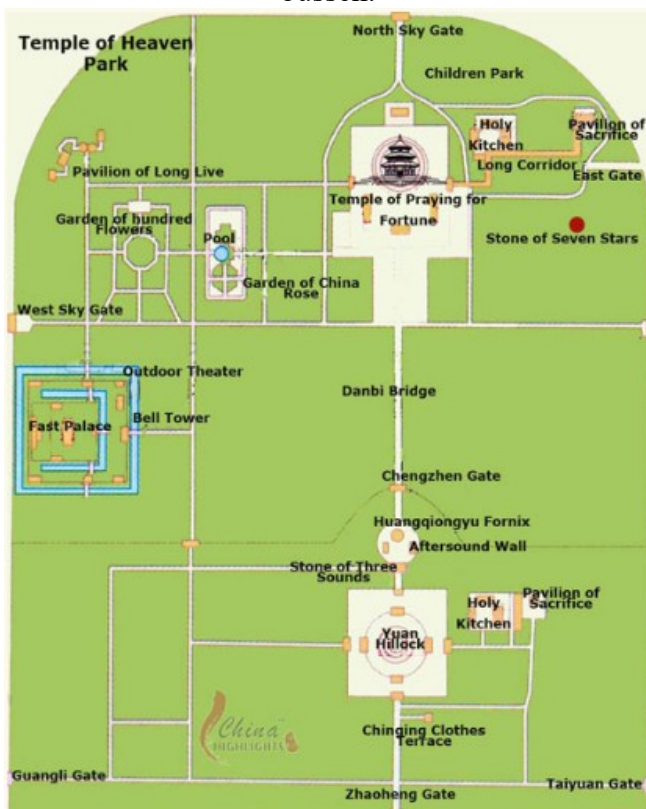 Temple of Heaven
Park
North Sky Gate
Children Park
Holy
Kitchen
Pavilion of
Sacrifice
Long Corridor
East Gate
Pavilion of Long Live
Temple of Praying for
Fortune
Garden of hundred
Flowers
Pool
Stone of Seven Stars
Garden of China
Rose
West Sky Gate
Outdoor Theater
Danbi Bridge
Bell Tower
Fast Palace
Chengzhen Gate
Huangqiongyu Fornix
Aftersound Wall
Stone of Three
Sounds
Holy
Kitchen
Pavilion of
Sacrifice
Yuan
Hillock
China
HIGHLIGHTS
Chinging Clothes
Terrace
Guangli Gate
Taiyuan Gate
Zhaoheng Gate